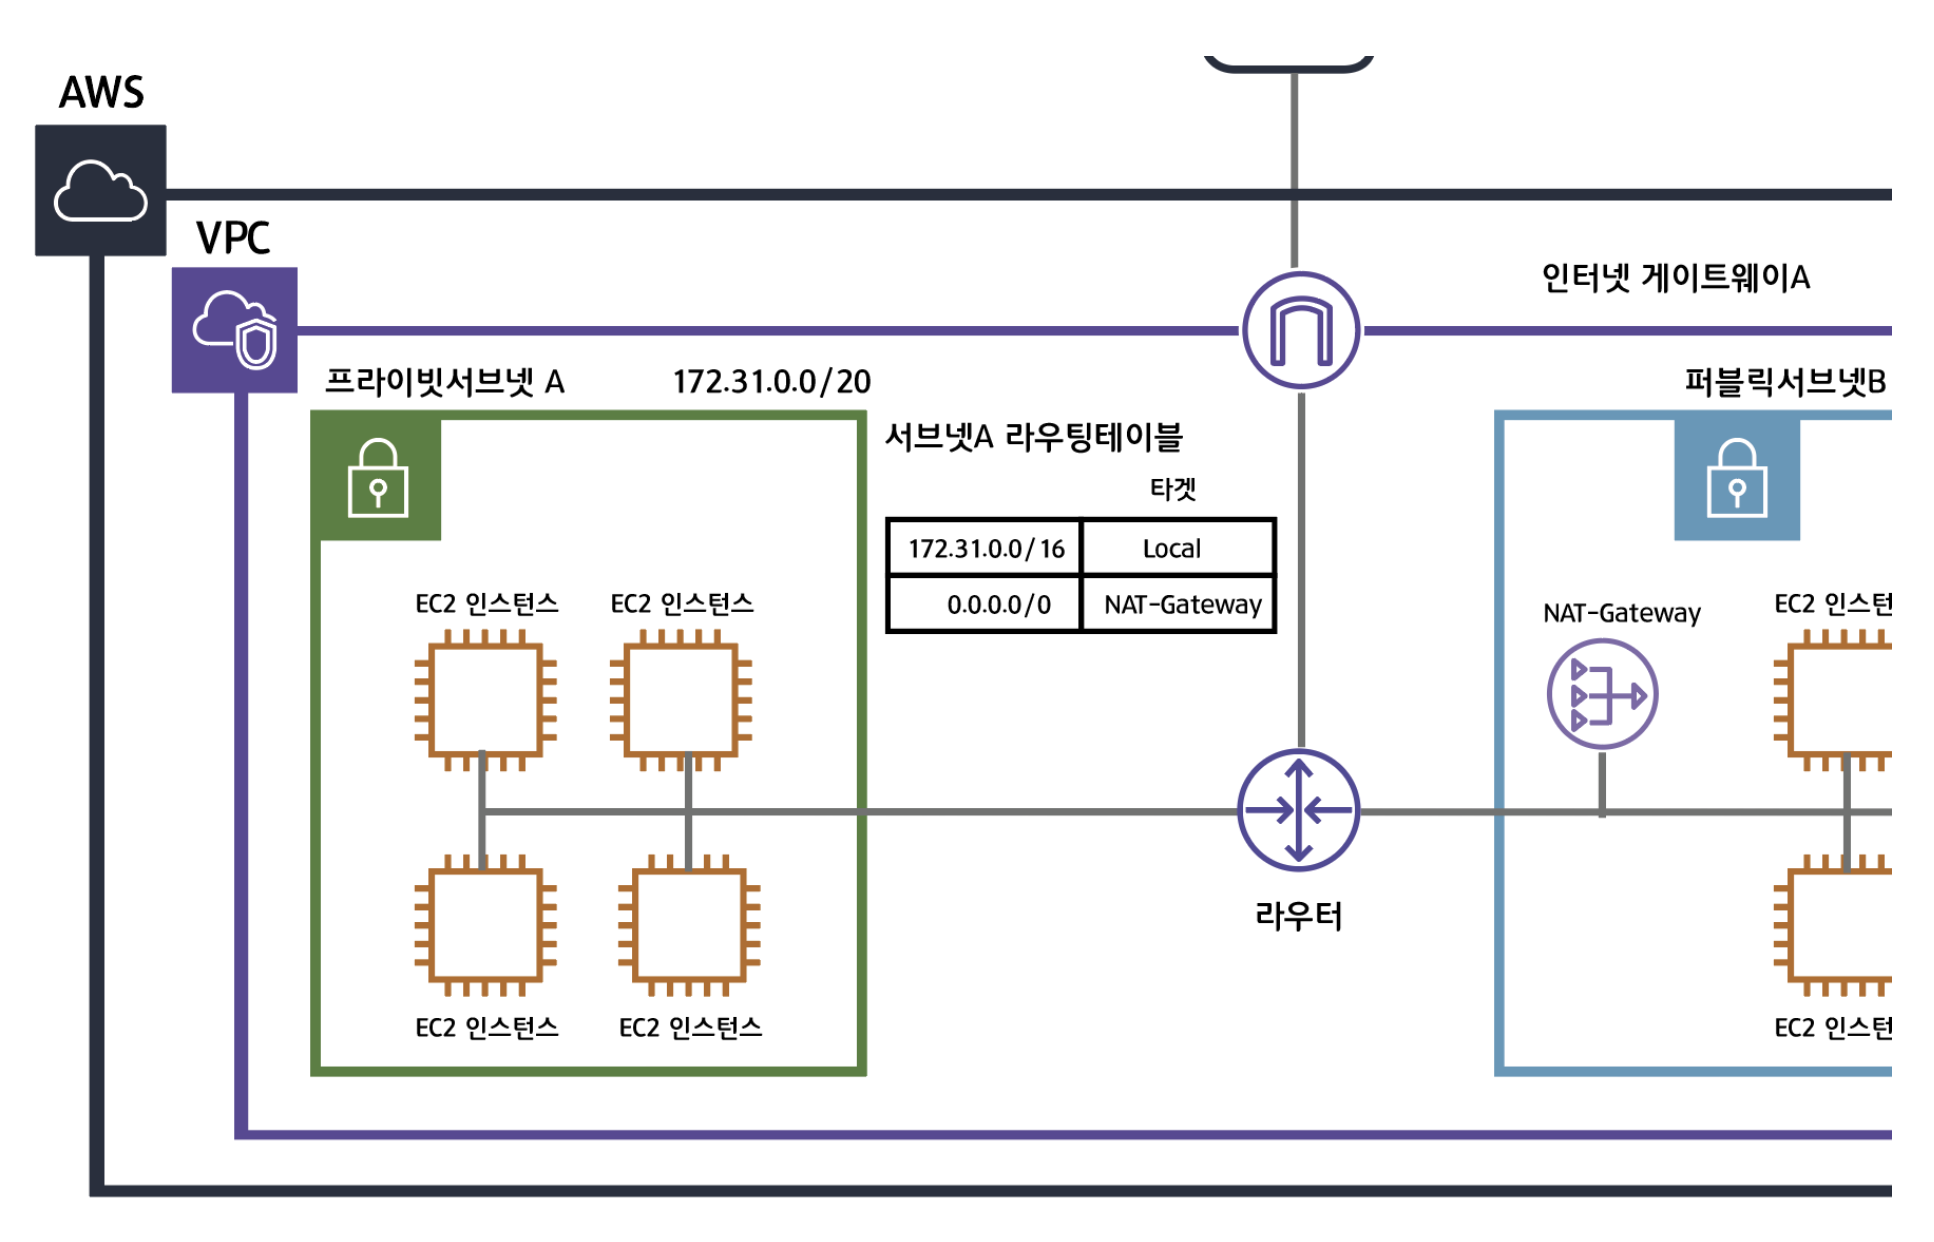 AWS
VPC
인터넷 게이트웨이A
프라이빗서브넷 A
172.31.0.0/20
퍼블릭서브넷B
서브넷A 라우팅테이블
타겟
172.31.0.0/16
Local
0.0.0.0/0
NAT-Gateway
EC2 인스턴스
EC2 인스턴스
NAT-Gateway
EC2 인스턴
라우터
EC2 인스턴스
EC2 인스턴스
EC2 인스턴